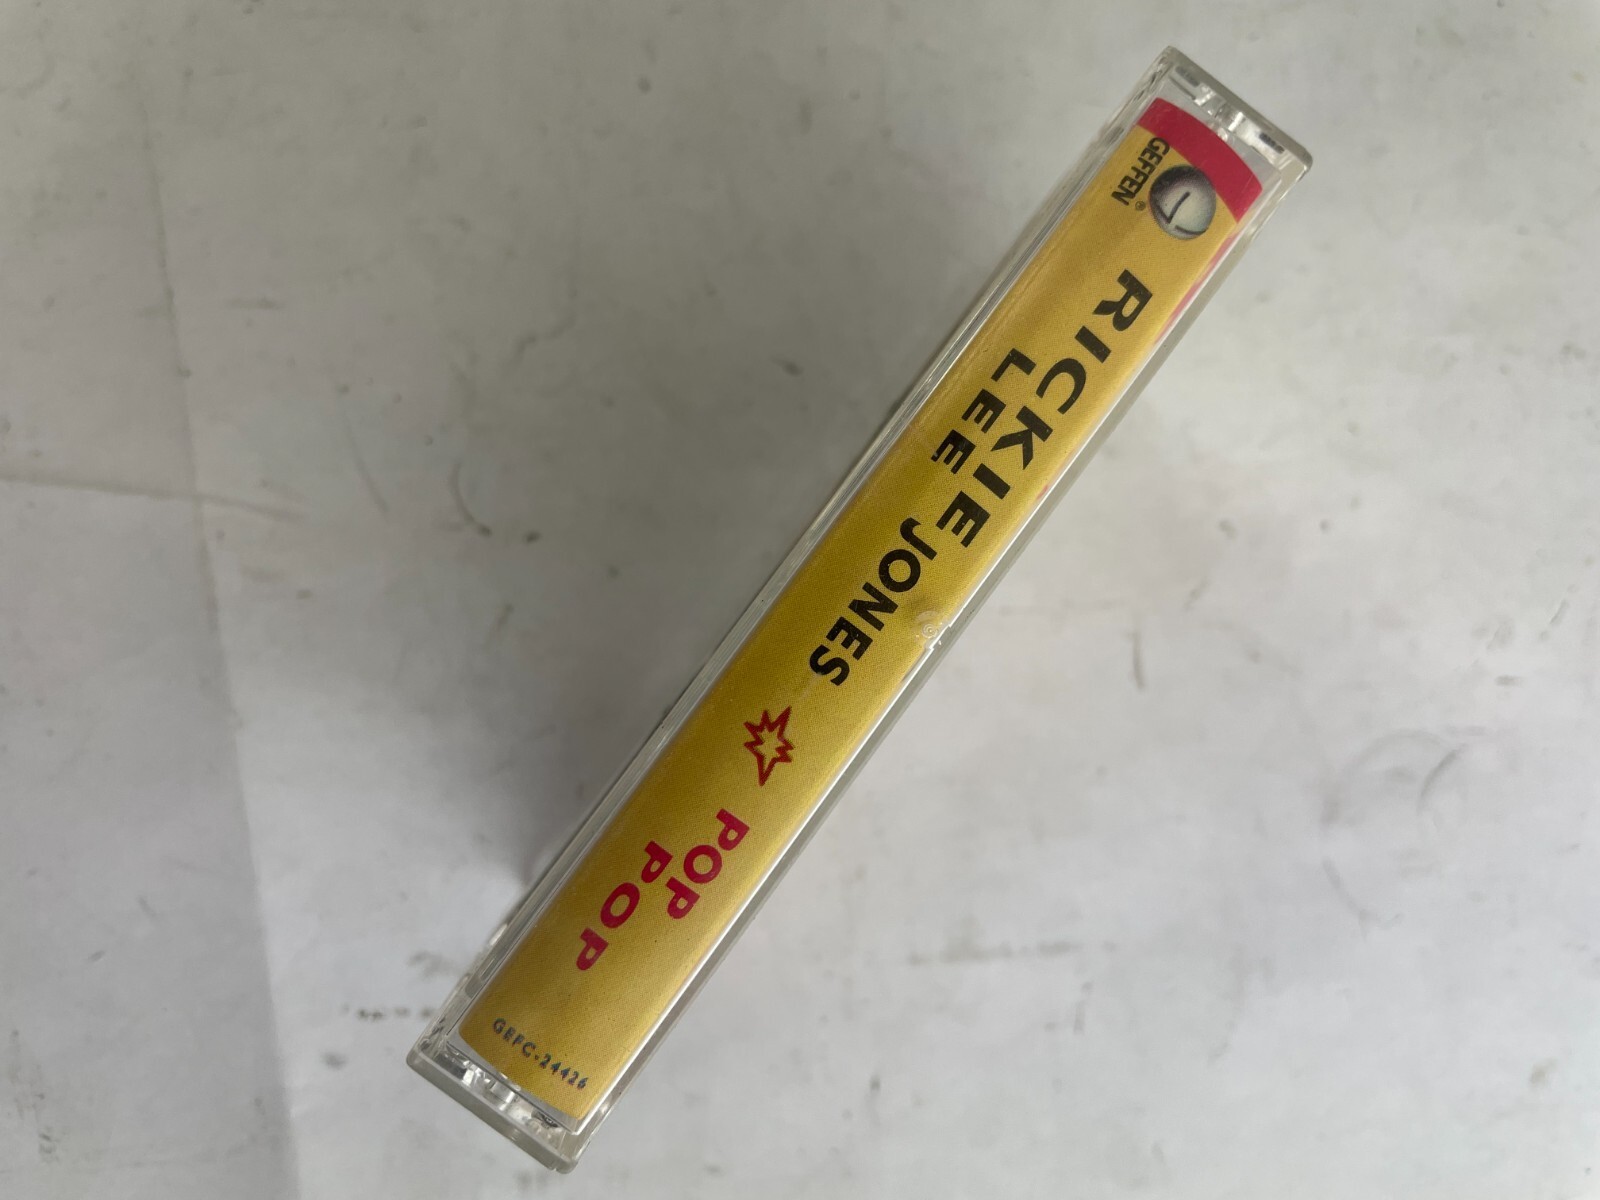 GEFFEN®
RICKIE
LEE JONES
POP
POP
GEFC-24426